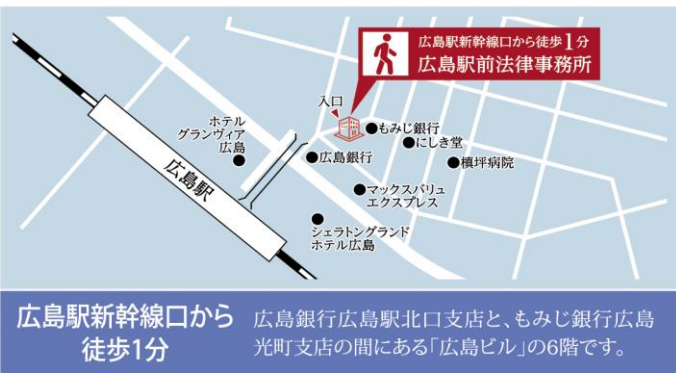 広島駅新幹線口から徒歩1分
広島駅前法律事務所
入口
ホテル
グランヴィア
広島
もみじ銀行
にしき堂
広島銀行
槙坪病院
広島駅
マックスバリュ
エクスプレス
シェラトングランド
ホテル広島
広島駅新幹線口から
徒歩1分
広島銀行広島駅北口支店と、もみじ銀行広島
光町支店の間にある「広島ビル」の6階です。